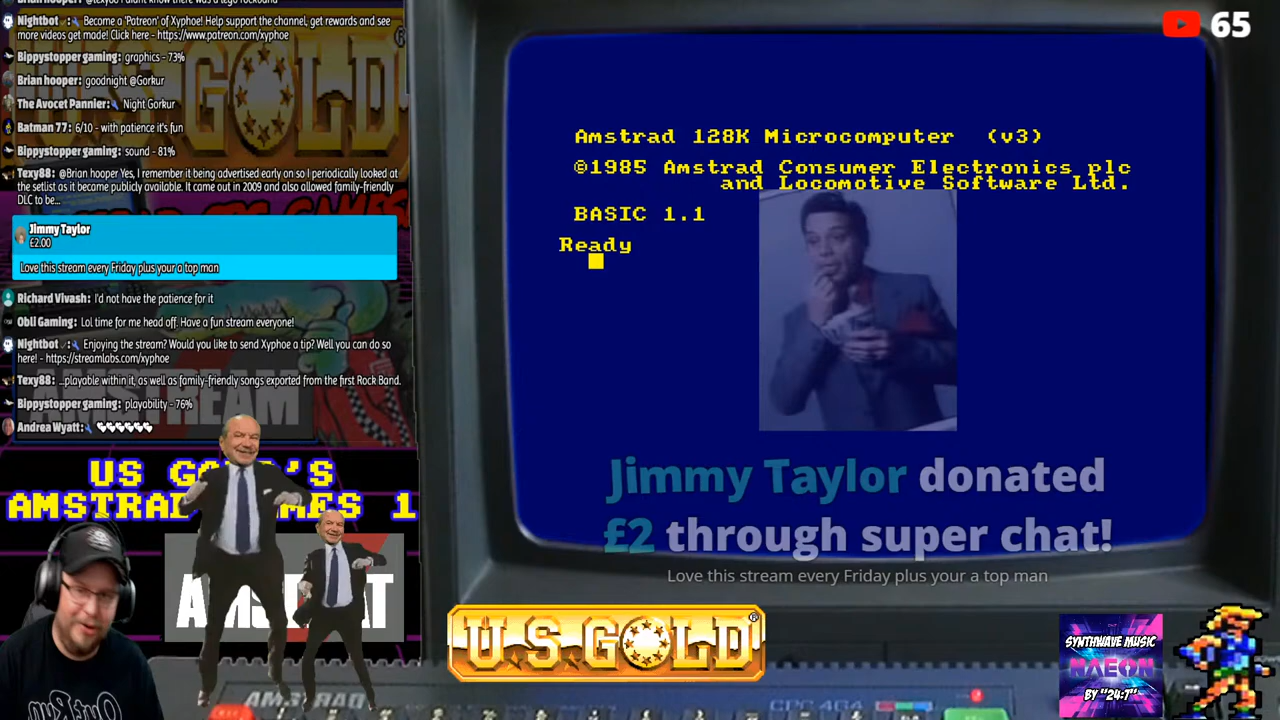 Nightbot: Become a 'Patreon' of Xyphoe! Help support the channel, get rewards and
see more videos get made! Click here - https://www.patreon.com/xyphoe
Bippystopper gaming: graphics - 73%
Brian hooper: goodnight @Gorkur
The Avocet Pannier: Night Gorkur
Batman 77: 6/10 - with patience it's fun
Bippystopper gaming: sound - 81%
Texy88: @Brian hooper Yes, I remember it being advertised early on so I periodically looked at
the setlist as it became publicly available. It came out in 2009 and also allowed family-friendly
DLC to be...
Jimmy Taylor
£2.00
Love this stream every Friday plus your a top man
Richard Vivash: I'd not have the patience for it
Obli Gaming: Lol time for me head off. Have a fun stream everyone!
Nightbot: Enjoying the stream? Would you like to send Xyphoe a tip? Well you can do so
here! - https://streamlabs.com/xyphoe
Texy88: ...playable within it, as well as family-friendly songs exported from the first Rock Band.
Bippystopper gaming: playability - 76%
Andrea Wyatt:
65
Amstrad 128K Microcomputer (v3)
©1985 Amstrad Consumer Electronics plc
and Locomotive Software Ltd.
BASIC 1.1
Ready
Jimmy Taylor donated
£2 through super chat!
Love this stream every Friday plus your a top man
U.S. GOLD®
SYNTHWAVE MUSIC
NAEON
BY "24:7"
AMSTRAD
OutRun